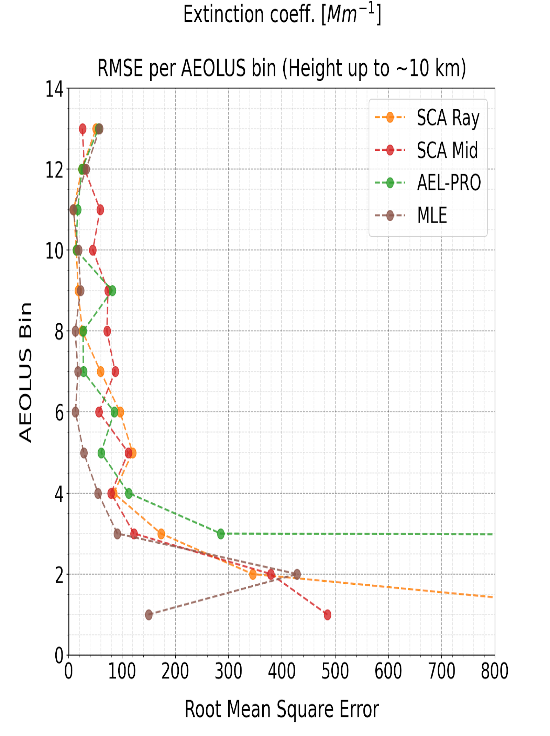 Extinction coeff. [Mm⁻¹]
RMSE per AEOLUS bin (Height up to ~10 km)
14
12
10
8
6
4
2
0
AEOLUS Bin
SCA Ray
SCA Mid
AEL-PRO
MLE
0 100 200 300 400 500 600 700 800
Root Mean Square Error